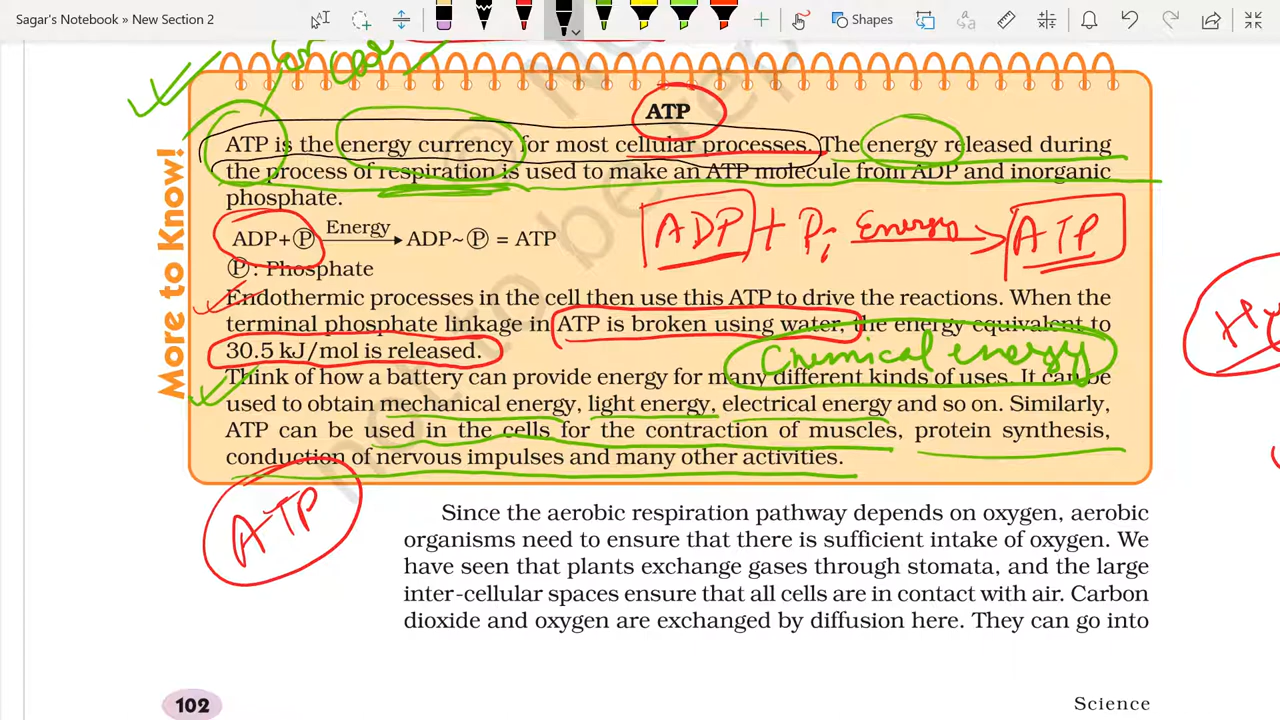 Sagar's Notebook » New Section 2
Shapes
ATP
ATP is the energy currency for most cellular processes. The energy released during
the process of respiration is used to make an ATP molecule from ADP and inorganic
phosphate.
ADP+Ⓟ Energy→ ADP~Ⓟ = ATP
ADP + Pi Energy→ ATP
Ⓟ: Phosphate
Endothermic processes in the cell then use this ATP to drive the reactions. When the
terminal phosphate linkage in ATP is broken using water, the energy equivalent to
30.5 kJ/mol is released.
Chemical energy
Think of how a battery can provide energy for many different kinds of uses. It can be
used to obtain mechanical energy, light energy, electrical energy and so on. Similarly,
ATP can be used in the cells for the contraction of muscles, protein synthesis,
conduction of nervous impulses and many other activities.
More to Know!
ATP
Since the aerobic respiration pathway depends on oxygen, aerobic
organisms need to ensure that there is sufficient intake of oxygen. We
have seen that plants exchange gases through stomata, and the large
inter-cellular spaces ensure that all cells are in contact with air. Carbon
dioxide and oxygen are exchanged by diffusion here. They can go into
102
Science